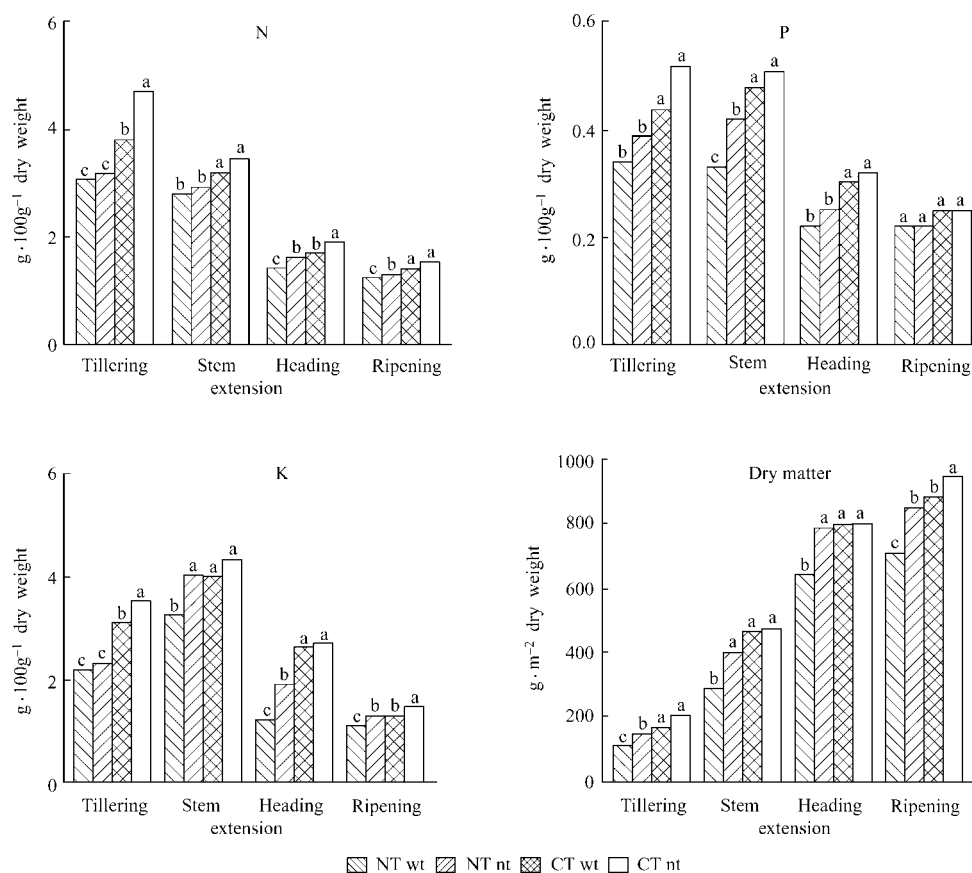 N
6
4
2
0
g·100g⁻¹ dry weight
c c b a
b b a a
c b b a
c b a a
Tillering Stem extension Heading Ripening
P
0.6
0.4
0.2
0.0
g·100g⁻¹ dry weight
b b a a
c b a a
b b a a
a a a a
Tillering Stem extension Heading Ripening
K
6
4
2
0
g·100g⁻¹ dry weight
c c b a
b a a a
c b a a
c b b a
Tillering Stem extension Heading Ripening
Dry matter
1000
800
600
400
200
0
g·m⁻² dry weight
c b a a
b a a a
b a a a
c b b a
Tillering Stem extension Heading Ripening
NT wt NT nt CT wt CT nt